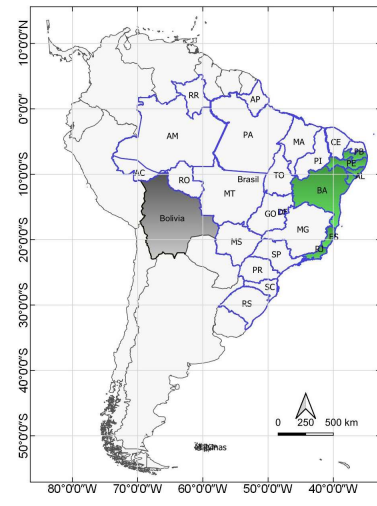 10°0'0"N
0°0'0"
10°0'0"S
20°0'0"S
30°0'0"S
40°0'0"S
50°0'0"S
RR
AP
AM
PA
MA
CE
PB
PI
PE
AL
AC
RO
TO
Brasil
MT
BA
Bolivia
GO
DF
MG
ES
MS
SP
RJ
PR
SC
RS
0 250 500 km
80°0'0"W 70°0'0"W 60°0'0"W 50°0'0"W 40°0'0"W